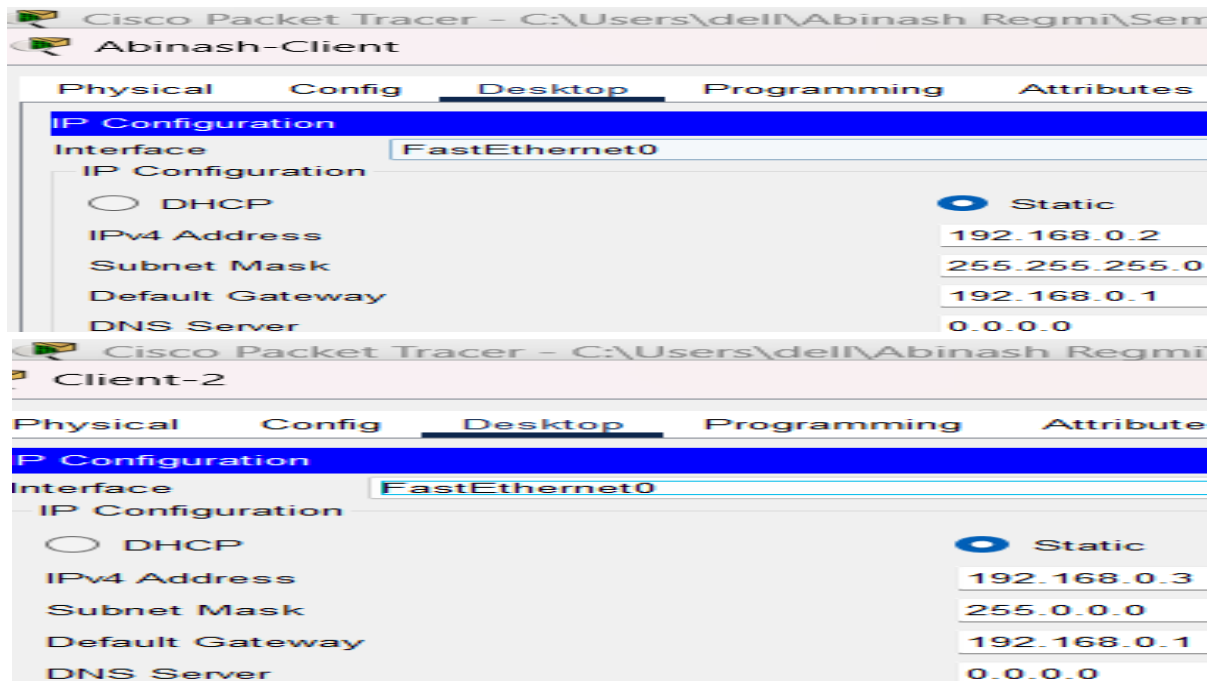 Cisco Packet Tracer - C:\Users\dell\Abinash Regmi\Sem
Abinash-Client
Physical Config Desktop Programming Attributes
IP Configuration
Interface FastEthernet0
IP Configuration
DHCP Static
IPv4 Address 192.168.0.2
Subnet Mask 255.255.255.0
Default Gateway 192.168.0.1
DNS Server 0.0.0.0
Cisco Packet Tracer - C:\Users\dell\Abinash Regmi\
Client-2
Physical Config Desktop Programming Attribute
P Configuration
Interface FastEthernet0
IP Configuration
DHCP Static
IPv4 Address 192.168.0.3
Subnet Mask 255.0.0.0
Default Gateway 192.168.0.1
DNS Server 0.0.0.0